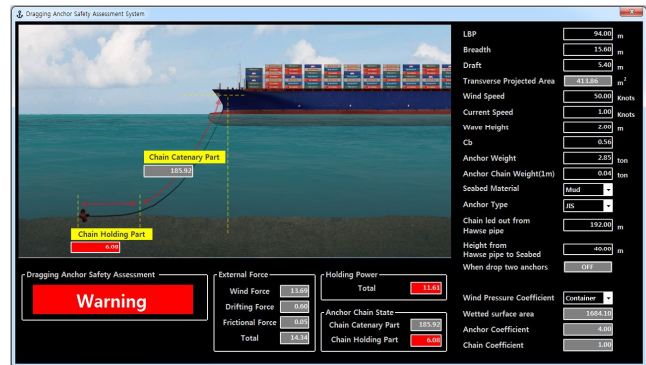 Dragging Anchor Safety Assessment System
Chain Catenary Part
185.92
Chain Holding Part
6.08
LBP 94.00 m
Breadth 15.60 m
Draft 5.40 m
Transverse Projected Area 413.86 m2
Wind Speed 50.00 Knots
Current Speed 1.00 Knots
Wave Height 2.00 m
Cb 0.56
Anchor Weight 2.85 ton
Anchor Chain Weight(1m) 0.04 ton
Seabed Material Mud
Anchor Type JIS
Chain led out from
Hawse pipe 192.00 m
Height from
Hawse pipe to Seabed 40.00 m
When drop two anchors OFF
Wind Pressure Coefficient Container
Wetted surface area 1684.10
Anchor Coefficient 4.00
Chain Coefficient 1.00
Dragging Anchor Safety Assessment
Warning
External Force
Wind Force 13.69
Drifting Force 0.60
Frictional Force 0.05
Total 14.34
Holding Power
Total 11.61
Anchor Chain State
Chain Catenary Part 185.92
Chain Holding Part 6.08